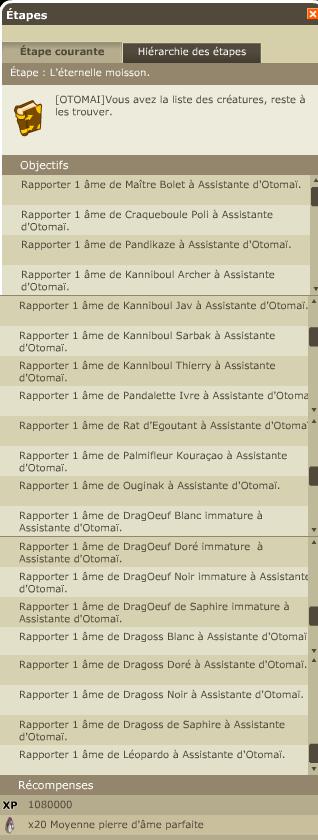 Étapes
Étape courante
Hiérarchie des étapes
Étape : L'éternelle moisson.
[OTOMAI]Vous avez la liste des créatures, reste à
les trouver.
Objectifs
Rapporter 1 âme de Maître Bolet à Assistante d'Otomaï.
Rapporter 1 âme de Craqueboule Poli à Assistante
d'Otomaï.
Rapporter 1 âme de Pandikaze à Assistante d'Otomaï.
Rapporter 1 âme de Kanniboul Archer à Assistante
d'Otomaï.
Rapporter 1 âme de Kanniboul Jav à Assistante d'Otomaï.
Rapporter 1 âme de Kanniboul Sarbak à Assistante
d'Otomaï.
Rapporter 1 âme de Kanniboul Thierry à Assistante
d'Otomaï.
Rapporter 1 âme de Pandalette Ivre à Assistante d'Otoma
Rapporter 1 âme de Rat d'Egoutant à Assistante d'Otoma
Rapporter 1 âme de Palmifleur Kouraçao à Assistante
d'Otomaï.
Rapporter 1 âme de Ouginak à Assistante d'Otomaï.
Rapporter 1 âme de DragOeuf Blanc immature à
Assistante d'Otomaï.
Rapporter 1 âme de DragOeuf Doré immature à
Assistante d'Otomaï.
Rapporter 1 âme de DragOeuf Noir immature à Assistante
d'Otomaï.
Rapporter 1 âme de DragOeuf de Saphire immature à
Assistante d'Otomaï.
Rapporter 1 âme de Dragoss Blanc à Assistante d'Otomaï
Rapporter 1 âme de Dragoss Doré à Assistante d'Otomaï.
Rapporter 1 âme de Dragoss Noir à Assistante d'Otomaï.
Rapporter 1 âme de Dragoss de Saphire à Assistante
d'Otomaï.
Rapporter 1 âme de Léopardo à Assistante d'Otomaï.
Récompenses
XP 1080000
x20 Moyenne pierre d'âme parfaite